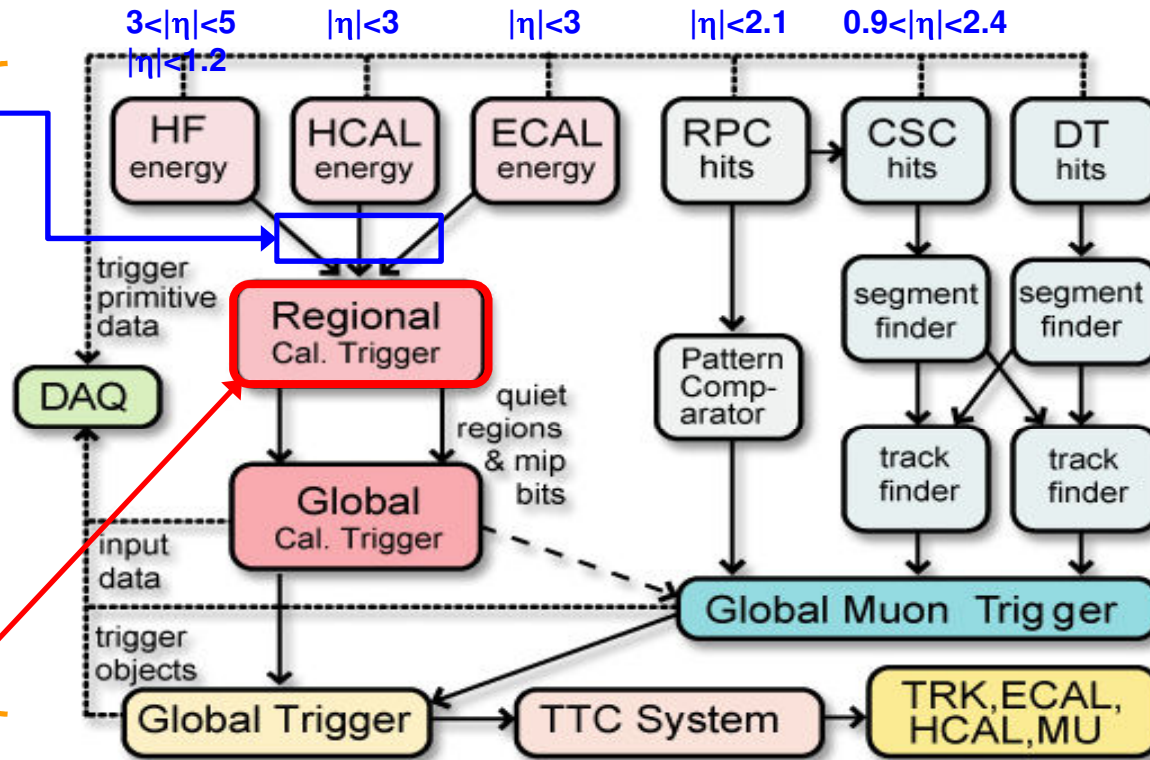 3<|η|<5
|η|<3
|η|<3
|η|<2.1
0.9<|η|<2.4
|η|<1.2
HF
energy
HCAL
energy
ECAL
energy
RPC
hits
CSC
hits
DT
hits
trigger
primitive
data
Regional
Cal. Trigger
segment
finder
segment
finder
Pattern
Comp-
arator
DAQ
quiet
regions
& mip
bits
track
finder
track
finder
Global
Cal. Trigger
input
data
Global Muon Trigger
trigger
objects
Global Trigger
TTC System
TRK,ECAL,
HCAL,MU